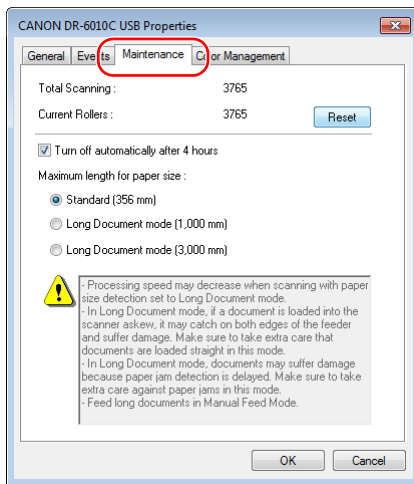 CANON DR-6010C USB Properties
General Events Maintenance Color Management
Total Scanning : 3765
Current Rollers : 3765 Reset
Turn off automatically after 4 hours
Maximum length for paper size :
Standard (356 mm)
Long Document mode (1,000 mm)
Long Document mode (3,000 mm)
- Processing speed may decrease when scanning with paper
size detection set to Long Document mode.
- In Long Document mode, if a document is loaded into the
scanner askew, it may catch on both edges of the feeder
and suffer damage. Make sure to take extra care that
documents are loaded straight in this mode.
- In Long Document mode, documents may suffer damage
because paper jam detection is delayed. Make sure to take
extra care against paper jams in this mode.
- Feed long documents in Manual Feed Mode.
OK Cancel